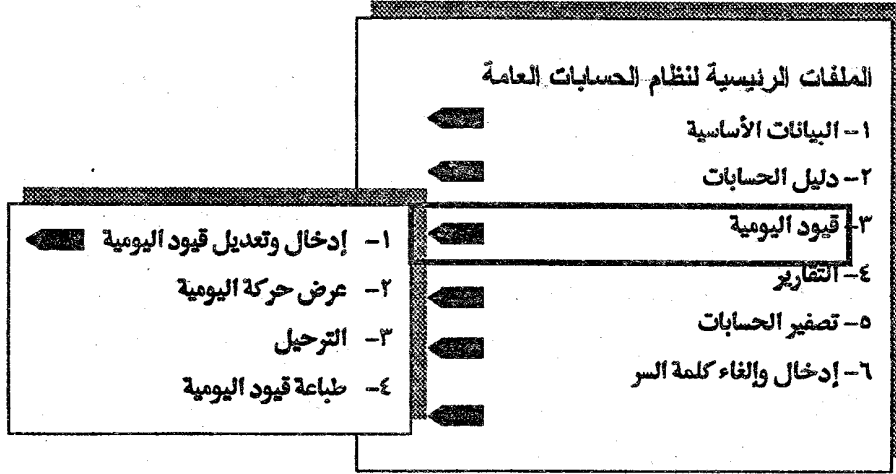 الملفات الرئيسية لنظام الحسابات العامة
١- البيانات الأساسية
٢- دليل الحسابات
٣- قيود اليومية
٤- التقارير
٥- تصفير الحسابات
٦- إدخال وإلغاء كلمة السر
١- إدخال وتعديل قيود اليومية
٢- عرض حركة اليومية
٣- الترحيل
٤- طباعة قيود اليومية